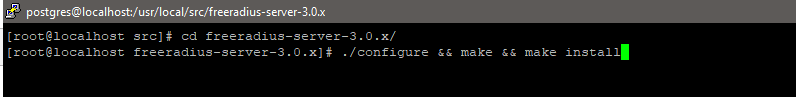 postgres@localhost:/usr/local/src/freeradius-server-3.0.x
[root@localhost src]# cd freeradius-server-3.0.x/
[root@localhost freeradius-server-3.0.x]# ./configure && make && make install